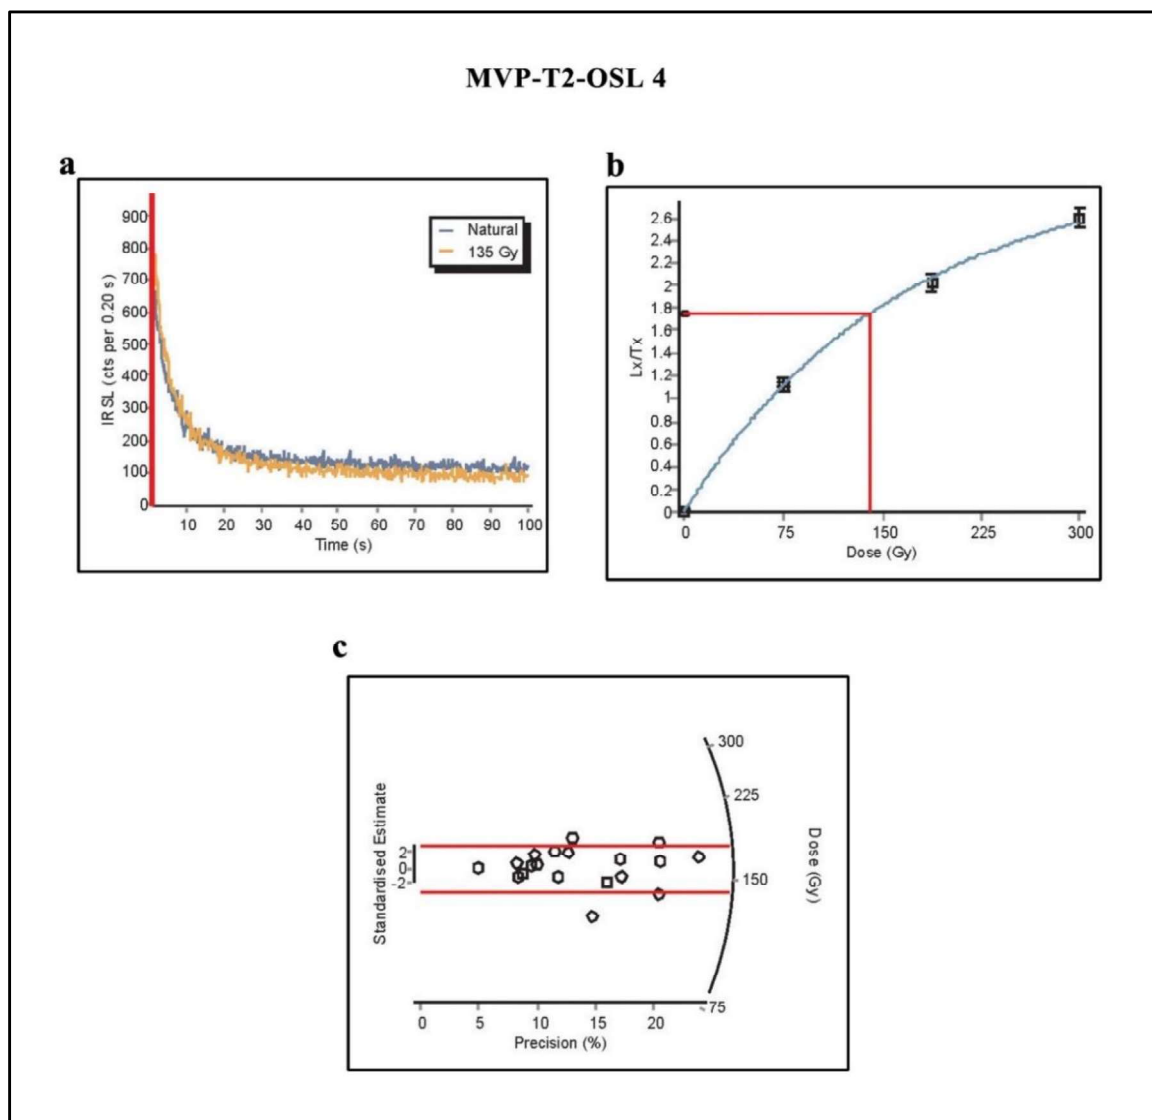 MVP-T2-OSL 4
a
IRSL (cts per 0.20 s)
900
800
700
600
500
400
300
200
100
0
Natural
135 Gy
10 20 30 40 50 60 70 80 90 100
Time (s)
b
Lx/Tx
2.6
2.4
2.2
2
1.8
1.6
1.4
1.2
1
0.8
0.6
0.4
0.2
0
0 75 150 225 300
Dose (Gy)
c
Standardised Estimate
2
0
-2
300
225
150
75
Dose (Gy)
0 5 10 15 20
Precision (%)